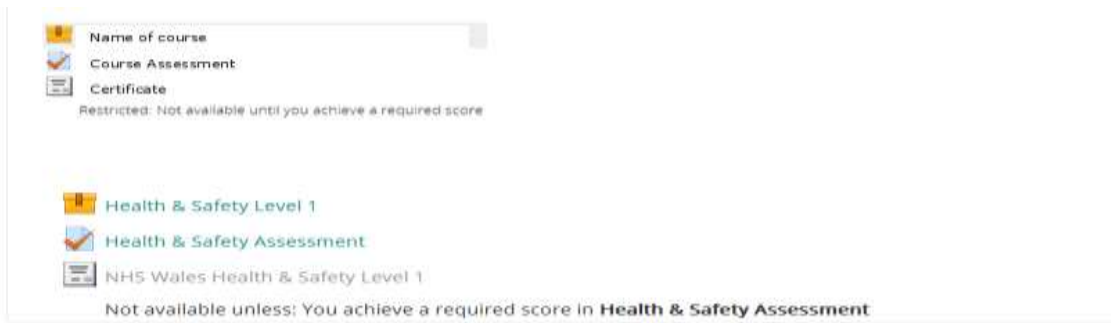 Name of course
Course Assessment
Certificate
Restricted: Not available until you achieve a required score
Health & Safety Level 1
Health & Safety Assessment
NHS Wales Health & Safety Level 1
Not available unless: You achieve a required score in Health & Safety Assessment